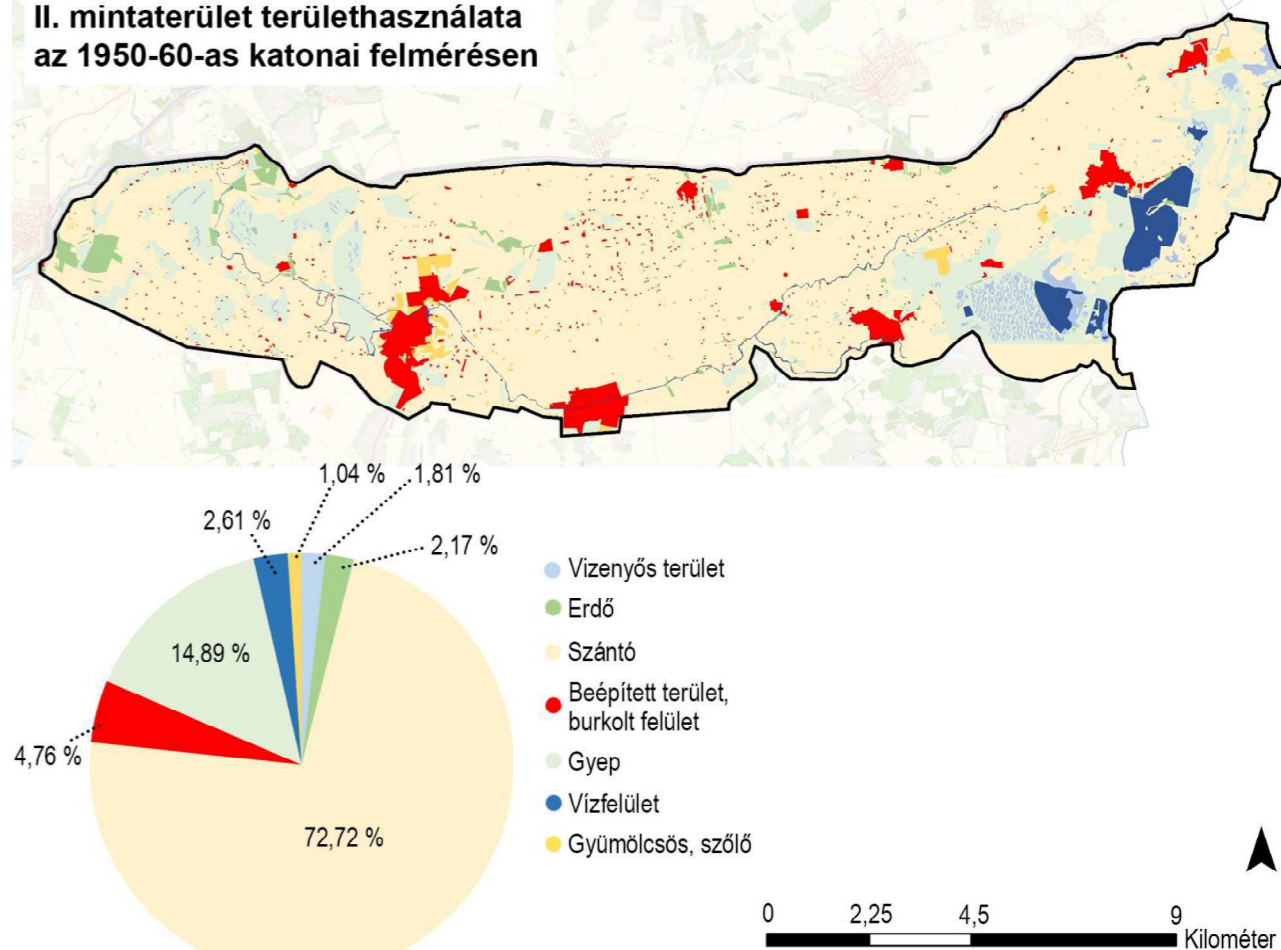 II. mintaterület területhasználata
az 1950-60-as katonai felmérésen
1,04 %
1,81 %
2,61 %
2,17 %
14,89 %
4,76 %
72,72 %
Vizenyős terület
Erdő
Szántó
Beépített terület,
burkolt felület
Gyep
Vízfelület
Gyümölcsös, szőlő
0 2,25 4,5 9
Kilométer